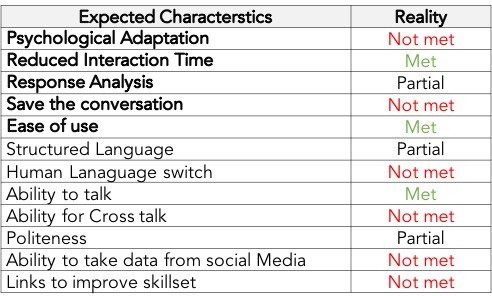 Expected Characterstics Reality
Psychological Adaptation Not met
Reduced Interaction Time Met
Response Analysis Partial
Save the conversation Not met
Ease of use Met
Structured Language Partial
Human Lanaguage switch Not met
Ability to talk Met
Ability for Cross talk Not met
Politeness Partial
Ability to take data from social Media Not met
Links to improve skillset Not met